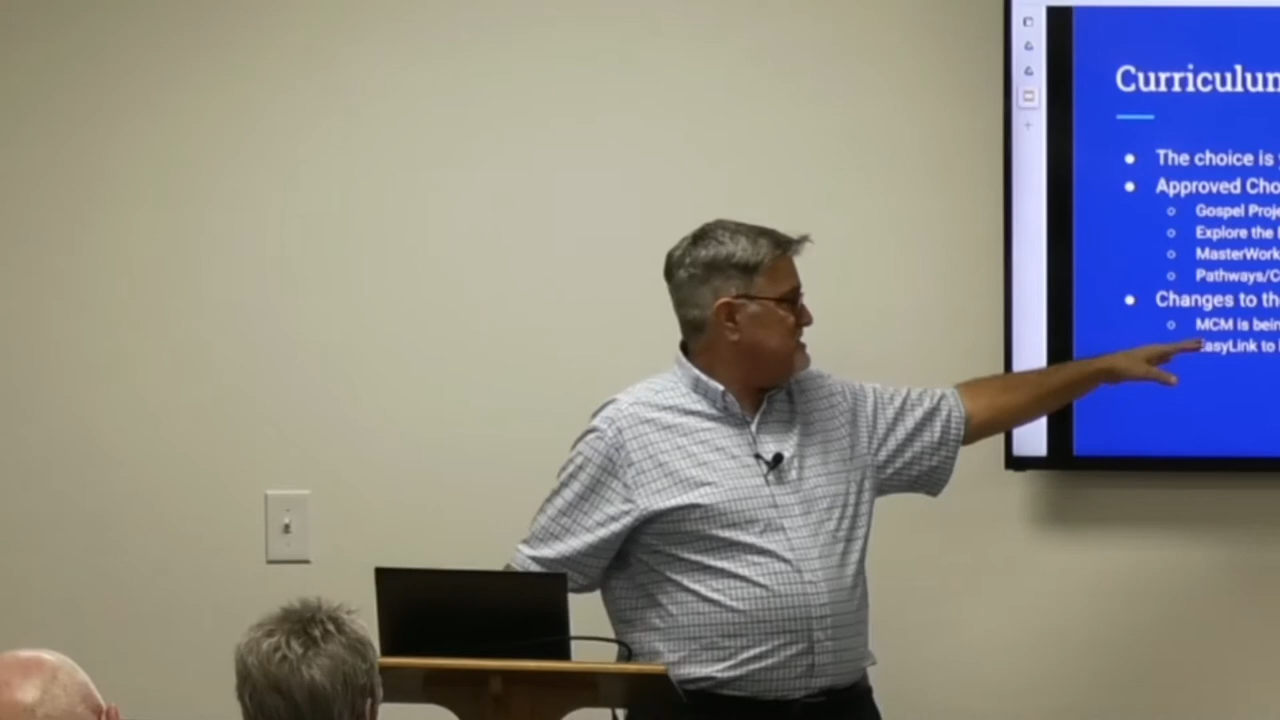 Curriculum
● The choice is
● Approved Cho
○ Gospel Proje
○ Explore the
○ MasterWork
○ Pathways/C
● Changes to th
○ MCM is bein
EasyLink to